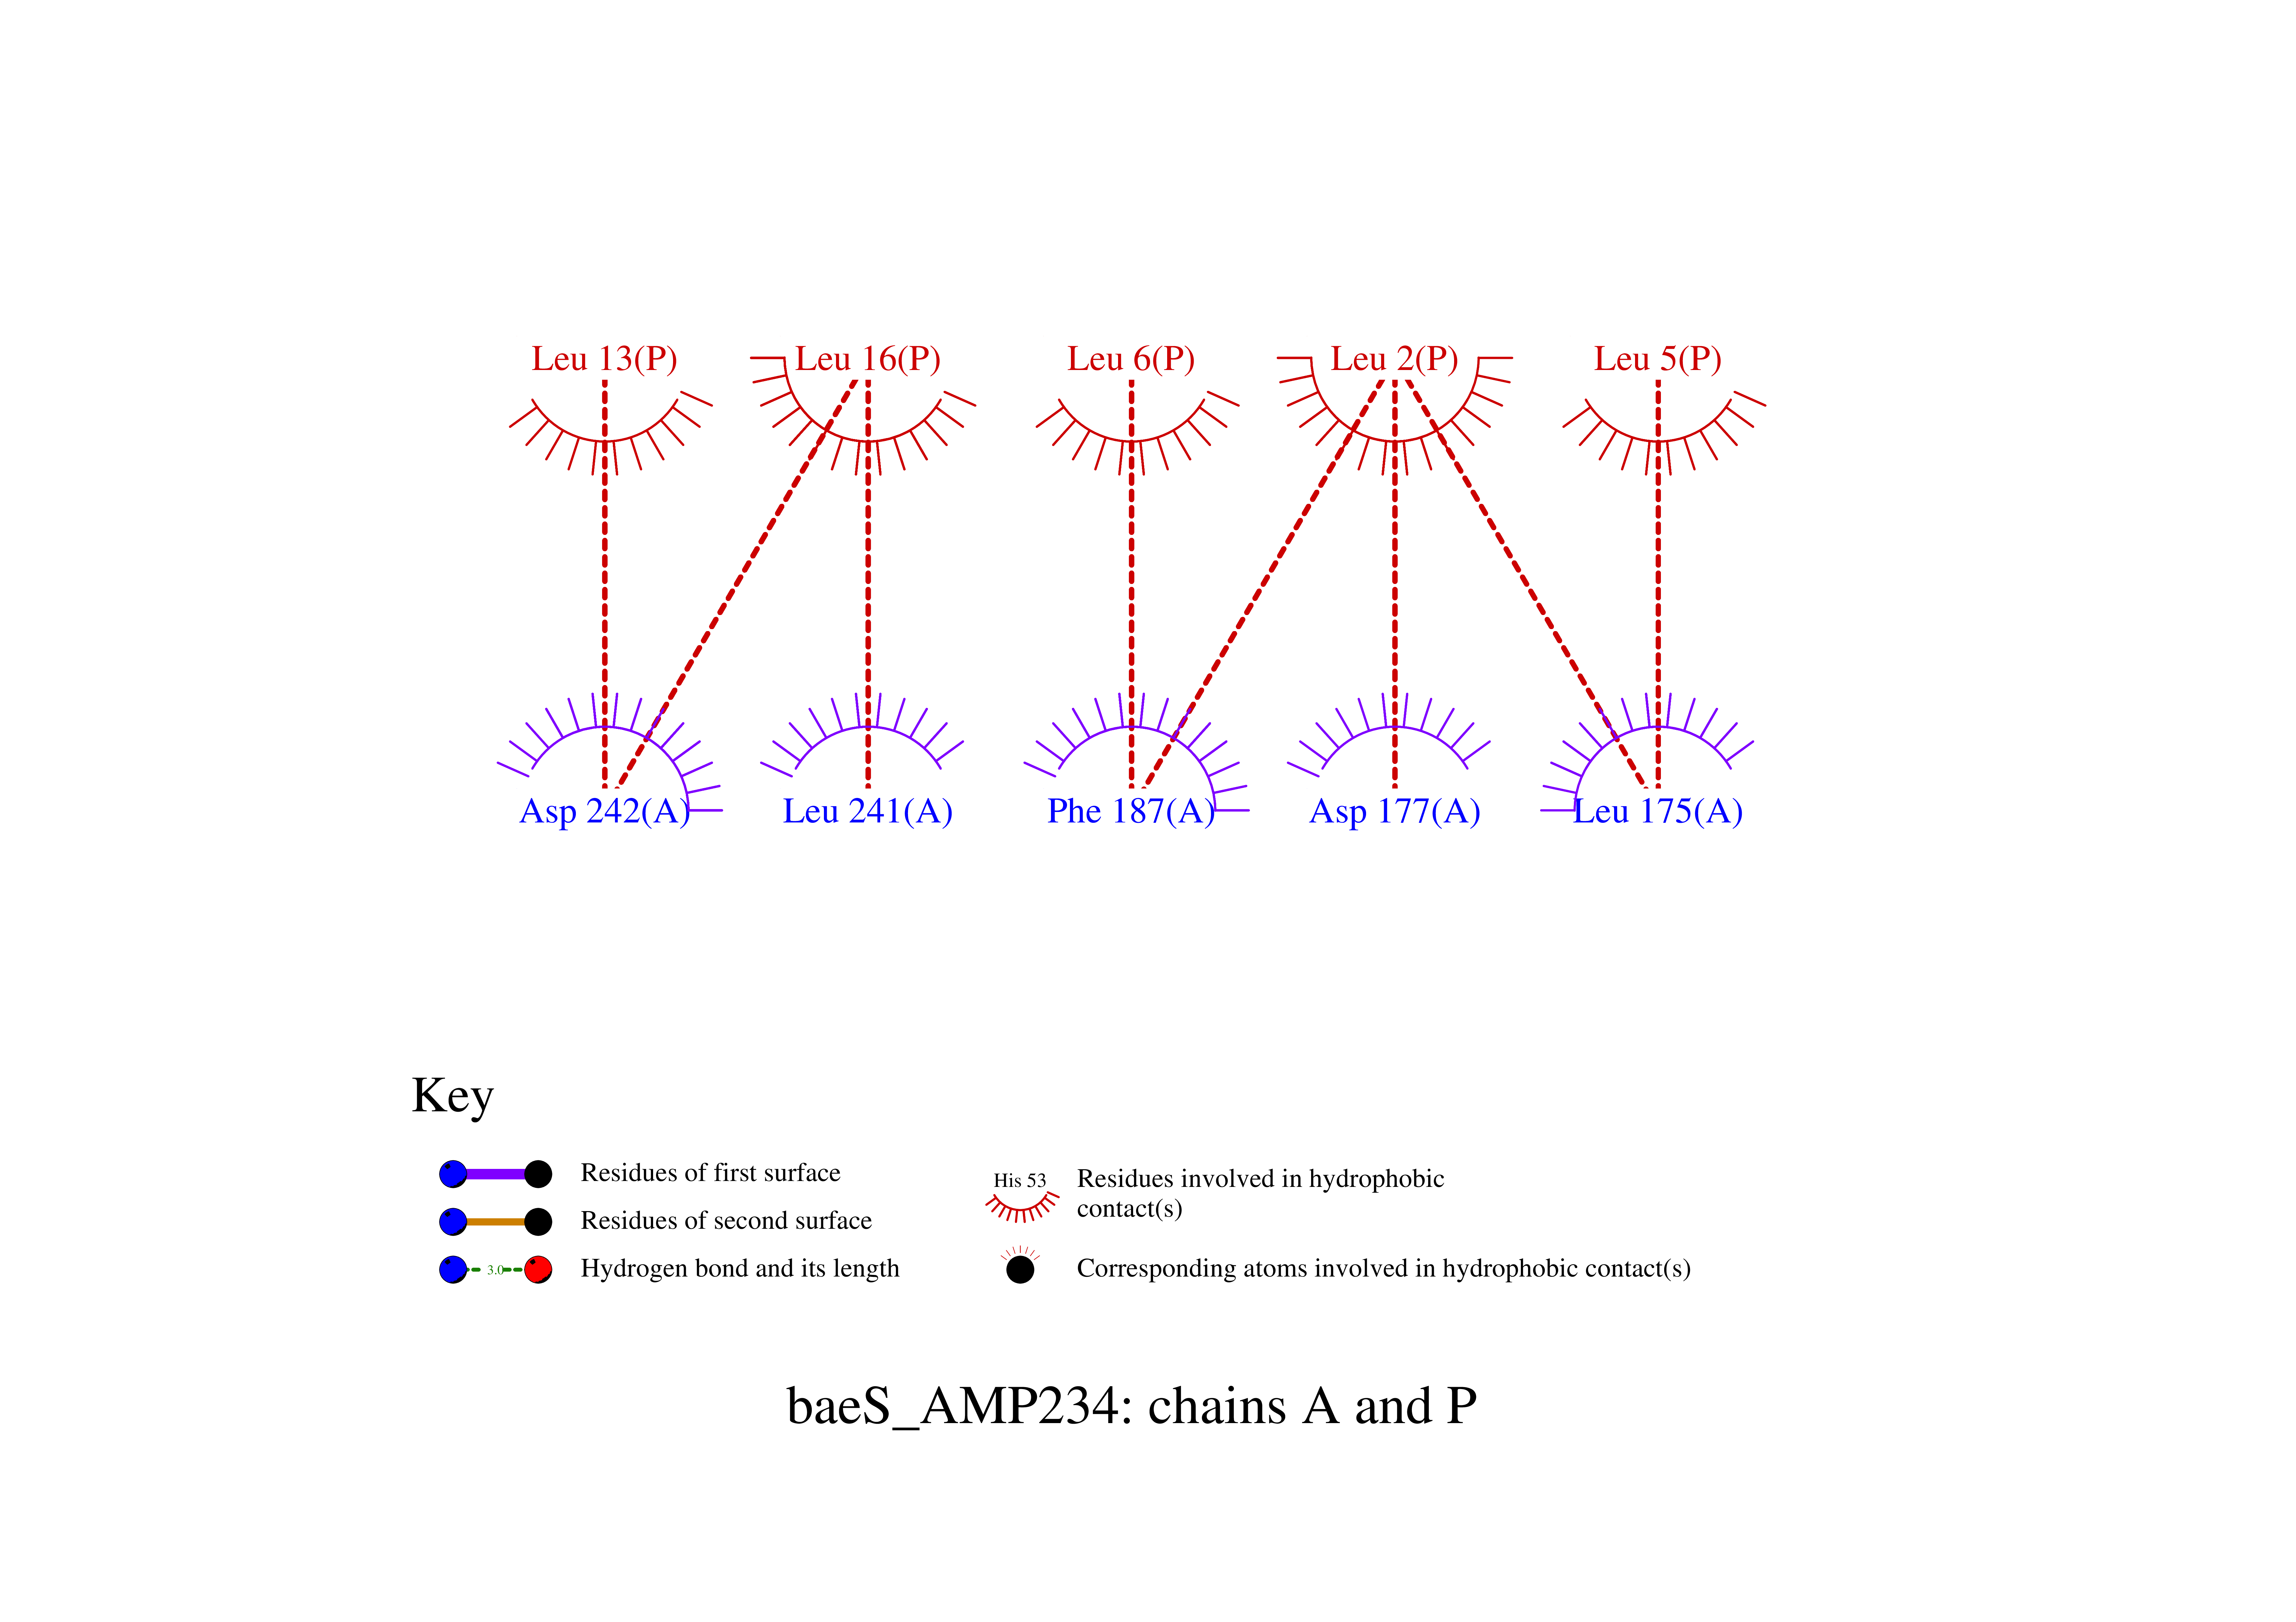 Leu 13(P) Leu 16(P) Leu 6(P) Leu 2(P) Leu 5(P)
Asp 242(A) Leu 241(A) Phe 187(A) Asp 177(A) Leu 175(A)
Key
Residues of first surface
Residues of second surface
3.0 Hydrogen bond and its length
His 53 Residues involved in hydrophobic
contact(s)
Corresponding atoms involved in hydrophobic contact(s)
baeS_AMP234: chains A and P